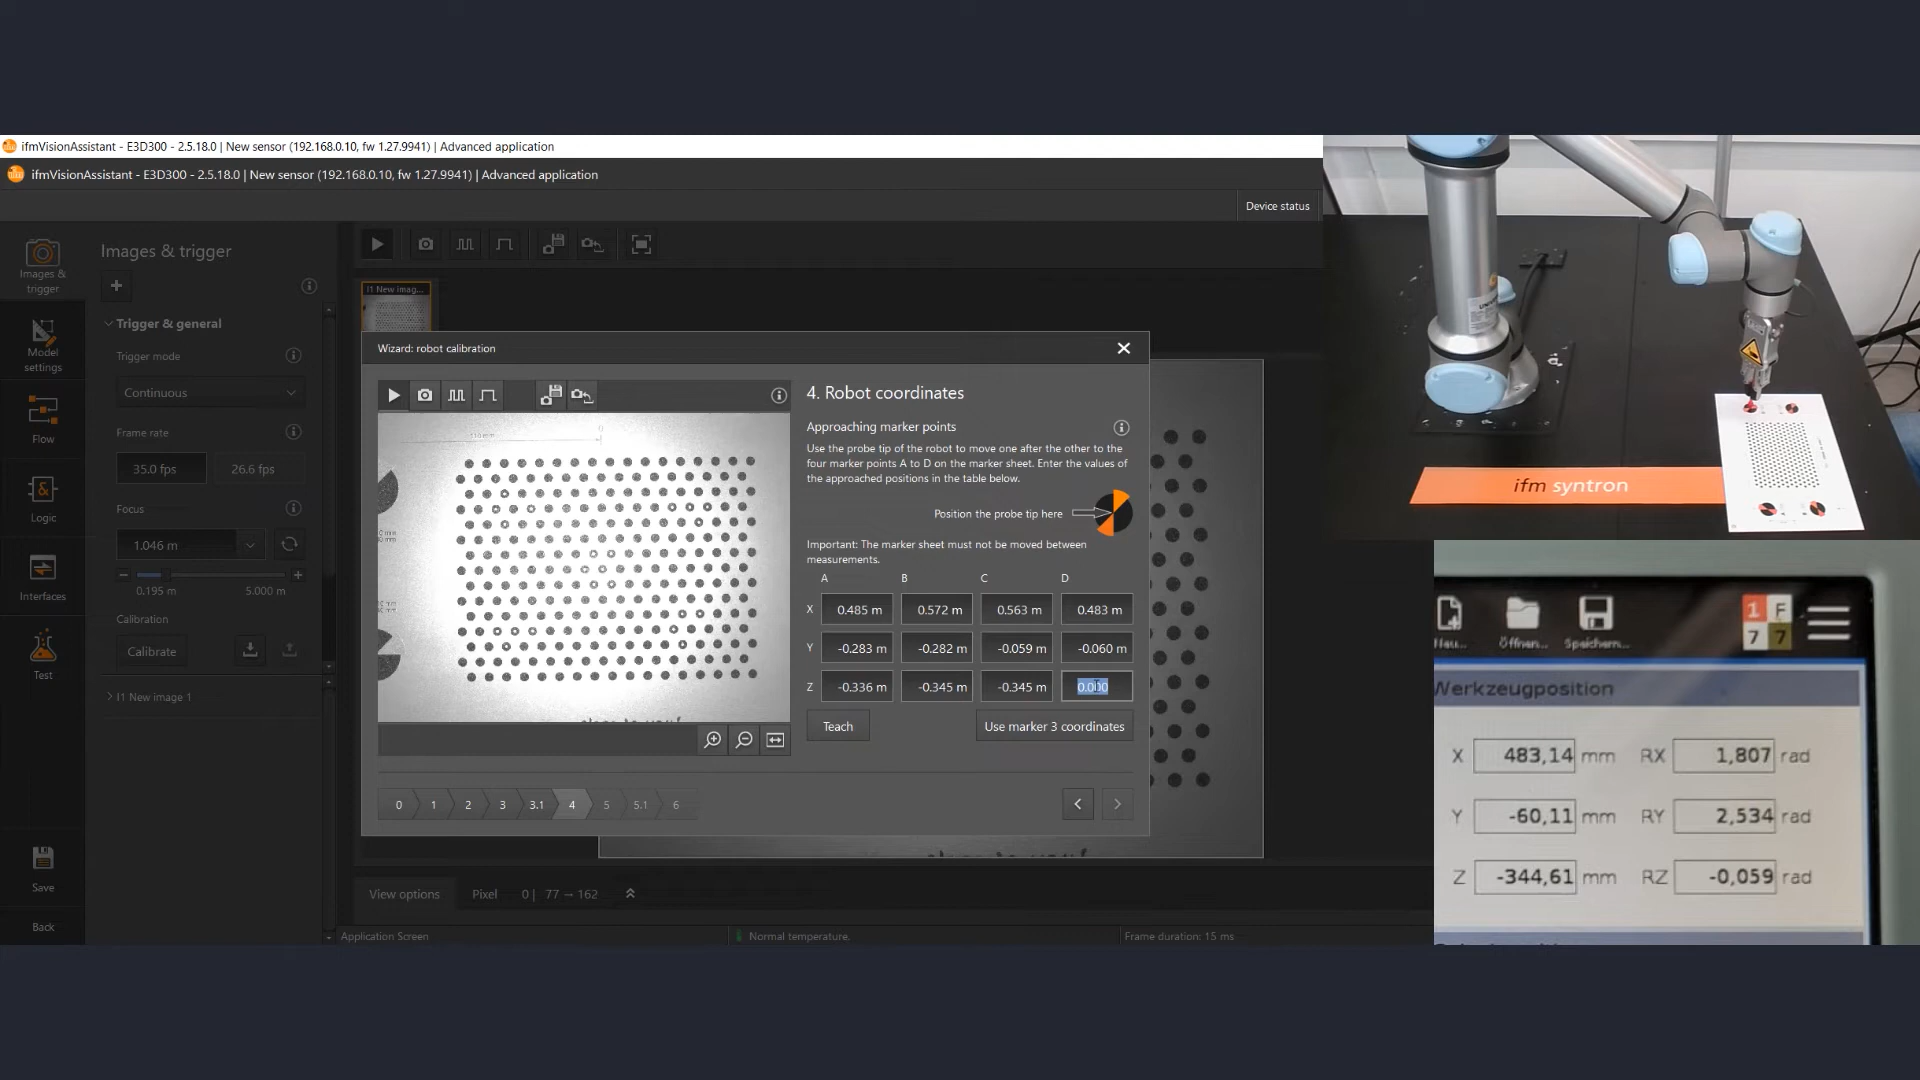 ifmVisionAssistant - E3D300 - 2.5.18.0 | New sensor (192.168.0.10, fw 1.27.9941) | Advanced application
ifmVisionAssistant - E3D300 - 2.5.18.0 | New sensor (192.168.0.10, fw 1.27.9941) | Advanced application
Device status
Images & trigger
Model settings
Flow
Logic
Interfaces
Test
Save
Back
Images & trigger
Trigger & general
Trigger mode
Continuous
Frame rate
35.0 fps
26.6 fps
Focus
1.046 m
0.195 m
5.000 m
Calibration
Calibrate
I1 New image 1
I1 New imag...
Wizard: robot calibration
4. Robot coordinates
Approaching marker points
Use the probe tip of the robot to move one after the other to the
four marker points A to D on the marker sheet. Enter the values of
the approached positions in the table below.
Position the probe tip here
Important: The marker sheet must not be moved between
measurements.
A B C D
X 0.485 m 0.572 m 0.563 m 0.483 m
Y -0.283 m -0.282 m -0.059 m -0.060 m
Z -0.336 m -0.345 m -0.345 m 0.000
Teach
Use marker 3 coordinates
0 1 2 3 3.1 4 5 5.1 6
View options
Pixel
0 | 77 – 162
Application Screen
Normal temperature.
Frame duration: 15 ms
ifm syntron
Öffnen...
Speichern...
1 F
7 7
Werkzeugposition
X 483,14 mm RX 1,807 rad
Y -60,11 mm RY 2,534 rad
Z -344,61 mm RZ -0,059 rad